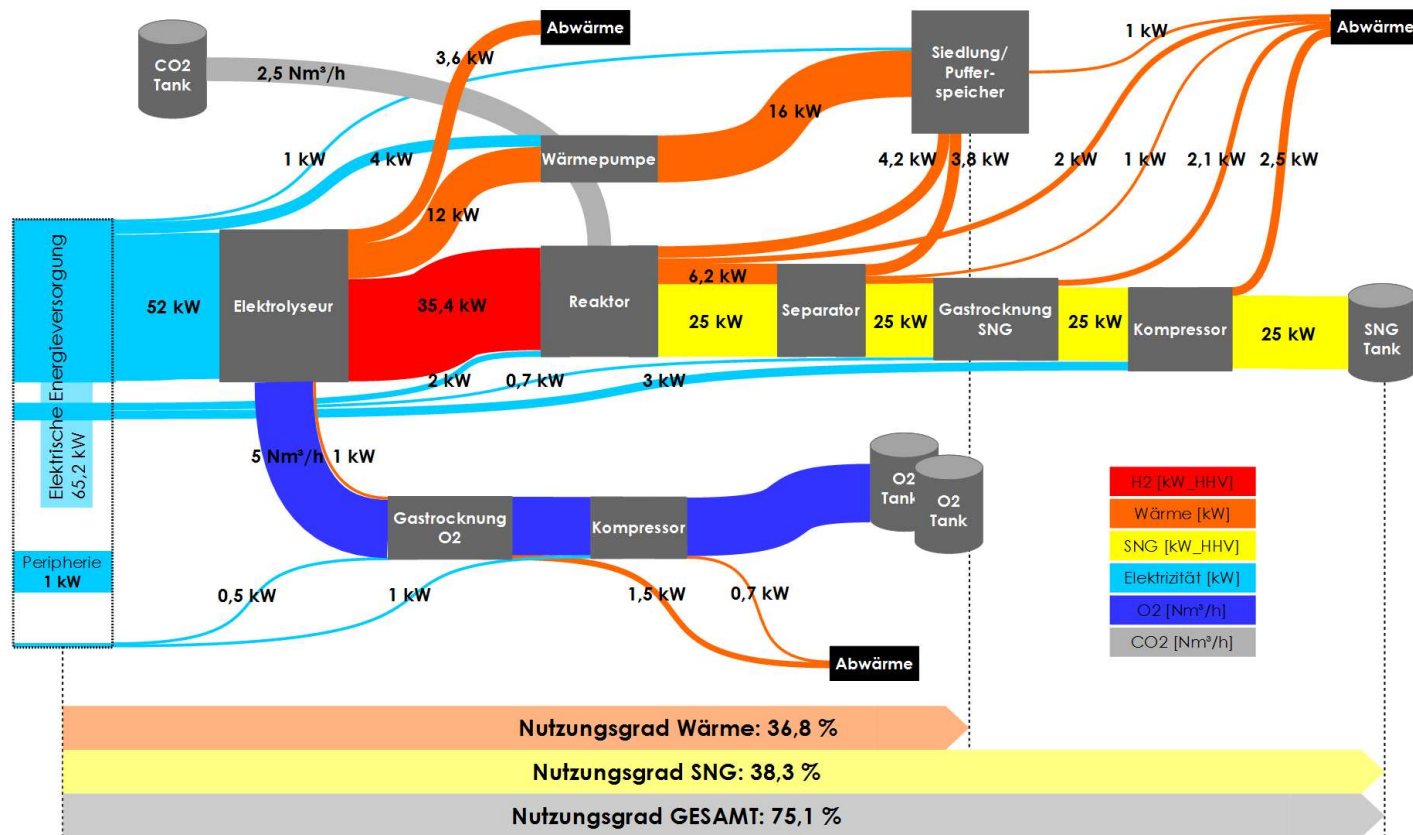 Abwärme
CO2
Tank
2,5 Nm³/h
3,6 kW
Siedlung/
Puffer-
speicher
1 kW
Abwärme
16 kW
1 kW
4 kW
Wärmepumpe
4,2 kW
3,8 kW
2 kW
1 kW
2,1 kW
2,5 kW
12 kW
Elektrische Energieversorgung
65,2 kW
52 kW
Elektrolyseur
35,4 kW
Reaktor
6,2 kW
25 kW
Separator
25 kW
Gastrocknung
SNG
25 kW
Kompressor
25 kW
SNG
Tank
2 kW
0,7 kW
3 kW
5 Nm³/h
1 kW
Gastrocknung
O2
Kompressor
O2
Tank
O2
Tank
H2 [kW_HHV]
Wärme [kW]
SNG [kW_HHV]
Elektrizität [kW]
O2 [Nm³/h]
CO2 [Nm³/h]
Peripherie
1 kW
0,5 kW
1 kW
1,5 kW
0,7 kW
Abwärme
Nutzungsgrad Wärme: 36,8 %
Nutzungsgrad SNG: 38,3 %
Nutzungsgrad GESAMT: 75,1 %